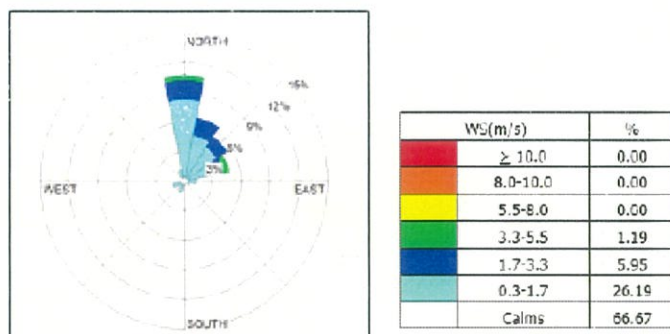 NORTH
15%
12%
9%
6%
3%
WEST
EAST
SOUTH
WS(m/s) %
≥ 10.0 0.00
8.0-10.0 0.00
5.5-8.0 0.00
3.3-5.5 1.19
1.7-3.3 5.95
0.3-1.7 26.19
Calms 66.67